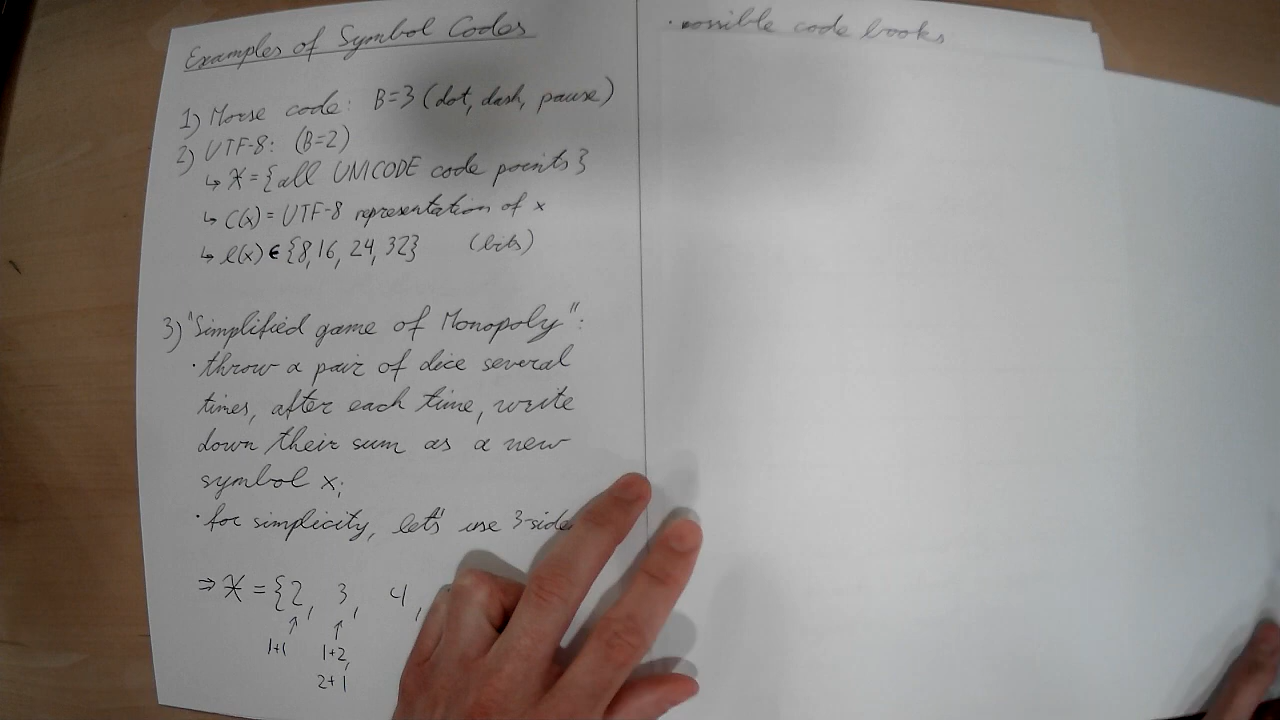 Examples of Symbol Codes
1) Morse code: B=3 (dot, dash, pause)
2) UTF-8: (B=2)
↳ X = {all UNICODE code points}
↳ C(x) = UTF-8 representation of x
↳ l(x) ∈ {8, 16, 24, 32} (bits)
3) "Simplified game of Monopoly":
· throw a pair of dice several
times, after each time, write
down their sum as a new
symbol xᵢ
· for simplicity, let's use 3-side
⇒ X = {2, 3, 4,
↑ ↑
1+1 1+2,
2+1
· possible code books